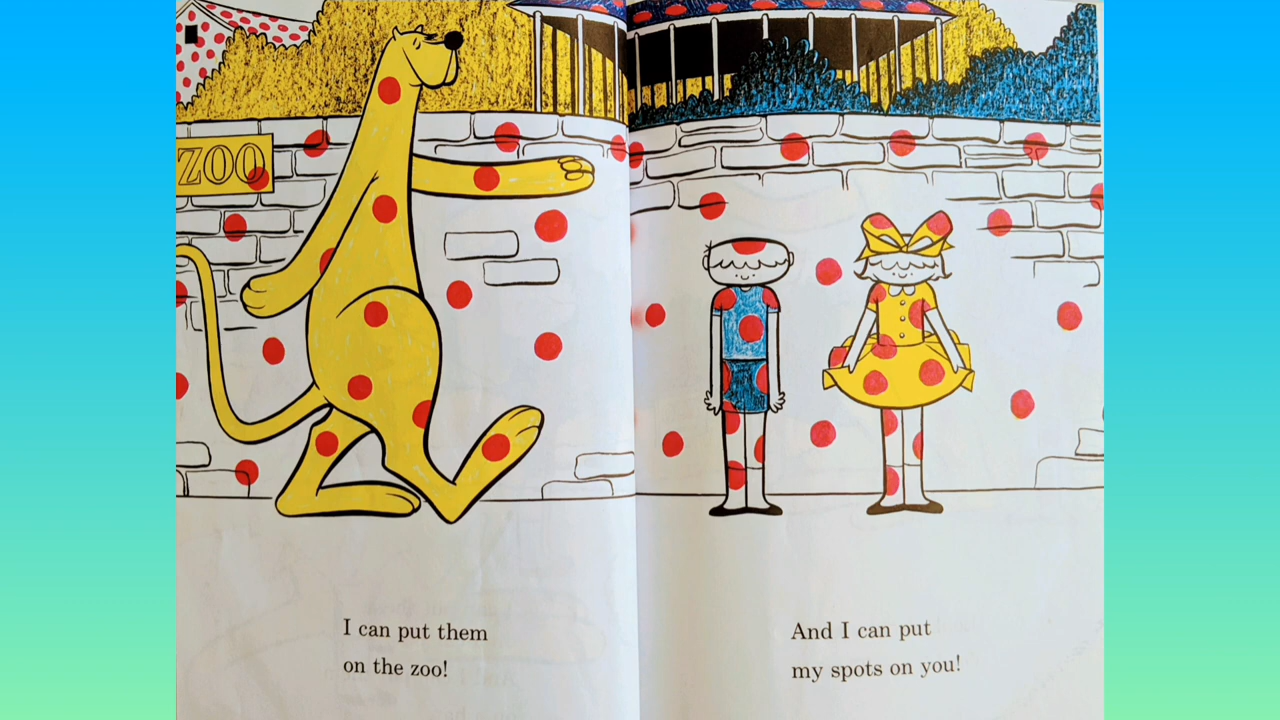 ZOO
I can put them
on the zoo!
And I can put
my spots on you!